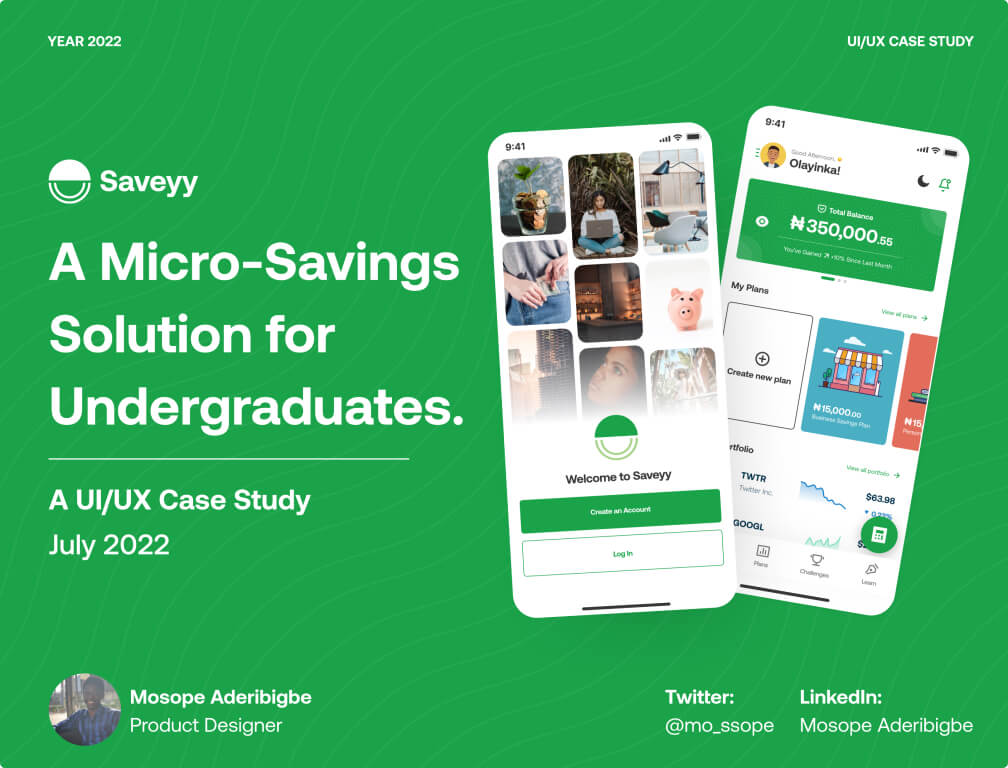 YEAR 2022
UI/UX CASE STUDY
Saveyy
A Micro-Savings
Solution for
Undergraduates.
A UI/UX Case Study
July 2022
9:41
Welcome to Saveyy
Create an Account
Log In
9:41
Good Afternoon,
Olayinka!
Total Balance
₦350,000.55
You've Gained ↗ +10% Since Last Month
My Plans
View all plans →
Create new plan
₦15,000.00
Business Savings Plan
₦15
Person
rtfolio
View all portfolio →
TWTR
Twitter Inc.
$63.98
▼ 0.23%
GOOGL
Plans
Challenges
Learn
Mosope Aderibigbe
Product Designer
Twitter:
@mo_ssope
LinkedIn:
Mosope Aderibigbe